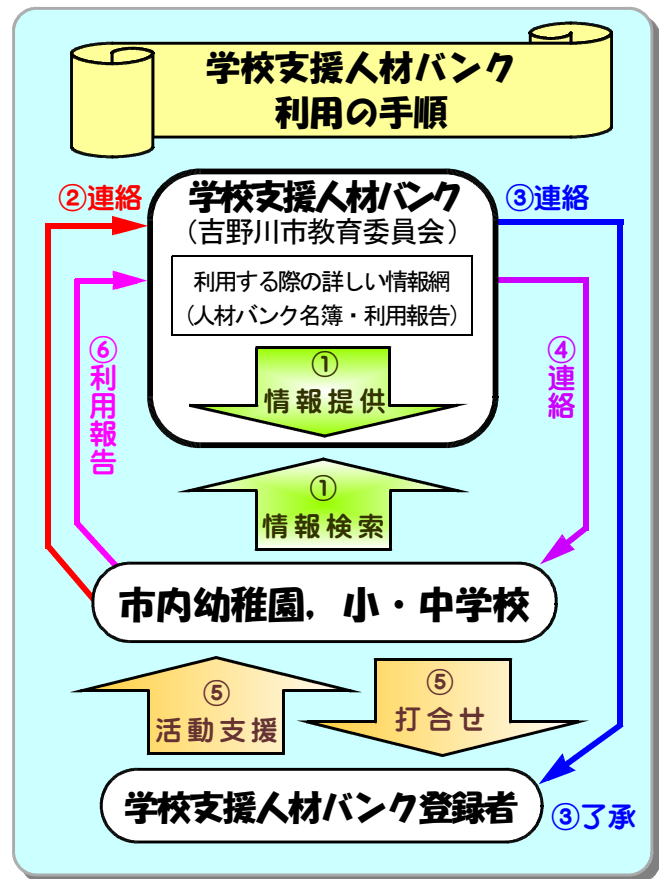 学校支援人材バンク
利用の手順
②連絡
学校支援人材バンク
③連絡
（吉野川市教育委員会）
利用する際の詳しい情報網
（人材バンク名簿・利用報告）
⑥利用報告
①
情報提供
④連絡
①
情報検索
市内幼稚園，小・中学校
⑤
活動支援
⑤
打合せ
学校支援人材バンク登録者
③了承